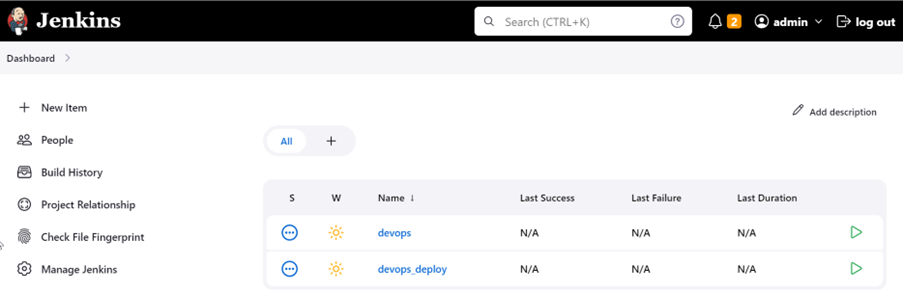 Jenkins
Search (CTRL+K)
2
admin
log out
Dashboard
New Item
People
Build History
Project Relationship
Check File Fingerprint
Manage Jenkins
Add description
All +
S W Name ↓ Last Success Last Failure Last Duration
devops N/A N/A N/A
devops_deploy N/A N/A N/A